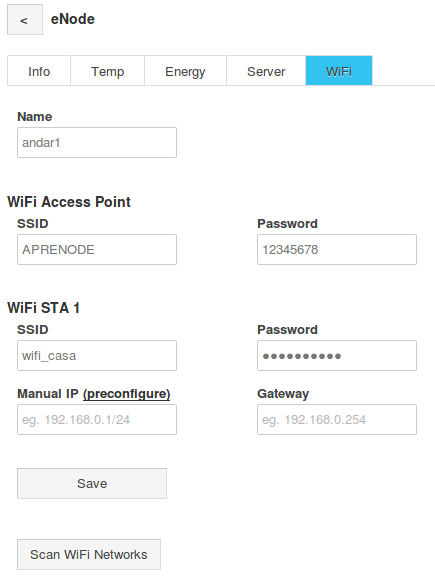 < eNode
Info Temp Energy Server WiFi
Name
andar1
WiFi Access Point
SSID Password
APRENODE 12345678
WiFi STA 1
SSID Password
wifi_casa ●●●●●●●●●●
Manual IP (preconfigure) Gateway
eg. 192.168.0.1/24 eg. 192.168.0.254
Save
Scan WiFi Networks